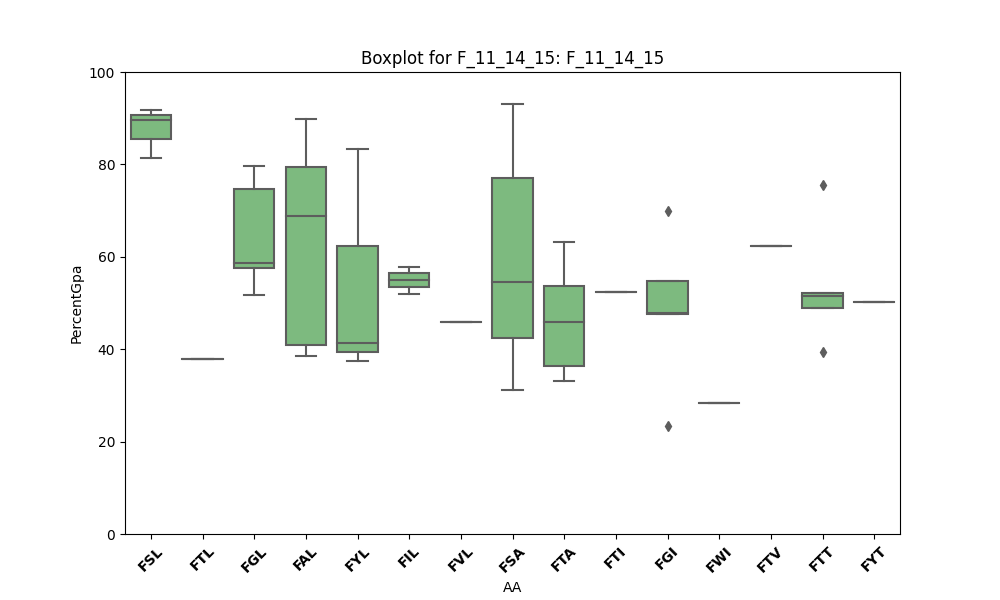 Boxplot for F_11_14_15: F_11_14_15
PercentGpa
100
80
60
40
20
0
FSL FTL FGL FAL FYL FIL FVL FSA FTA FTI FGI FWI FTV FTT FYT
AA